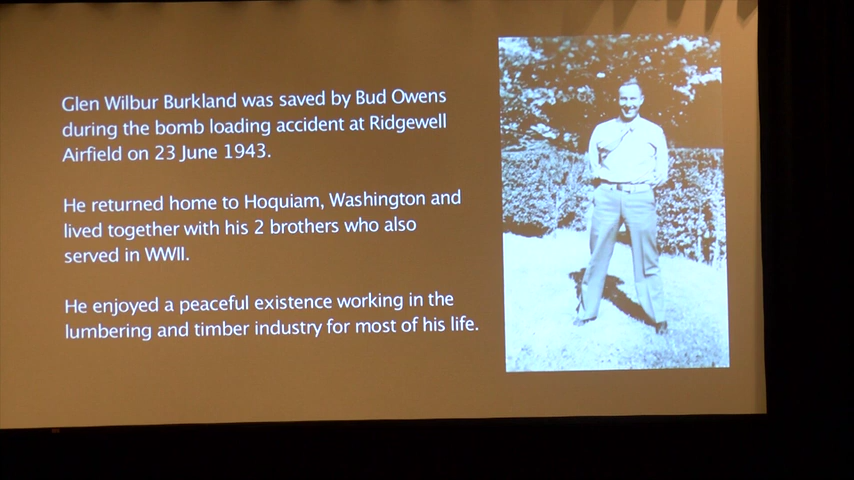 Glen Wilbur Burkland was saved by Bud Owens
during the bomb loading accident at Ridgewell
Airfield on 23 June 1943.
He returned home to Hoquiam, Washington and
lived together with his 2 brothers who also
served in WWII.
He enjoyed a peaceful existence working in the
lumbering and timber industry for most of his life.